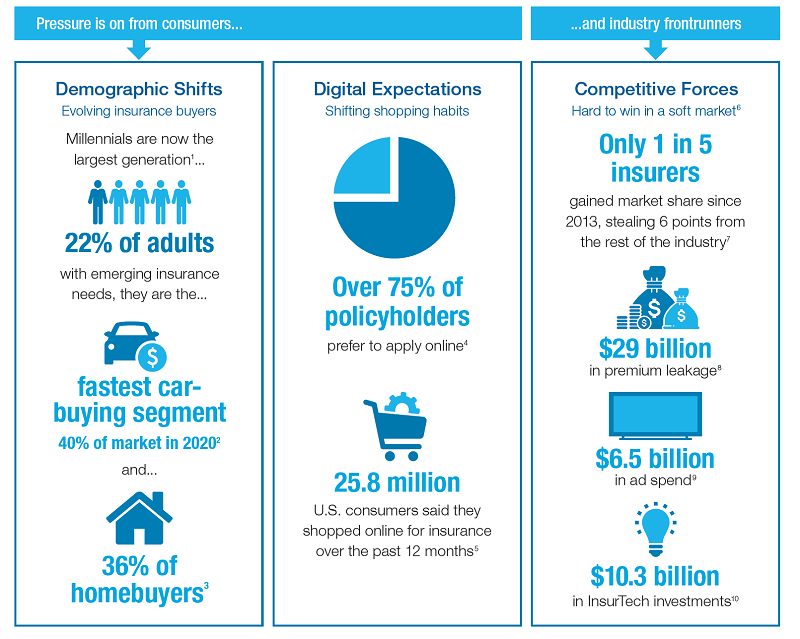 Pressure is on from consumers...
...and industry frontrunners
Demographic Shifts
Evolving insurance buyers
Millennials are now the
largest generation¹...
22% of adults
with emerging insurance
needs, they are the...
$
fastest car-
buying segment
40% of market in 2020²
and...
36% of
homebuyers³
Digital Expectations
Shifting shopping habits
Over 75% of
policyholders
prefer to apply online⁴
25.8 million
U.S. consumers said they
shopped online for insurance
over the past 12 months⁵
Competitive Forces
Hard to win in a soft market⁶
Only 1 in 5
insurers
gained market share since
2013, stealing 6 points from
the rest of the industry⁷
$
$
$
$29 billion
in premium leakage⁸
$6.5 billion
in ad spend⁹
$10.3 billion
in InsurTech investments¹⁰